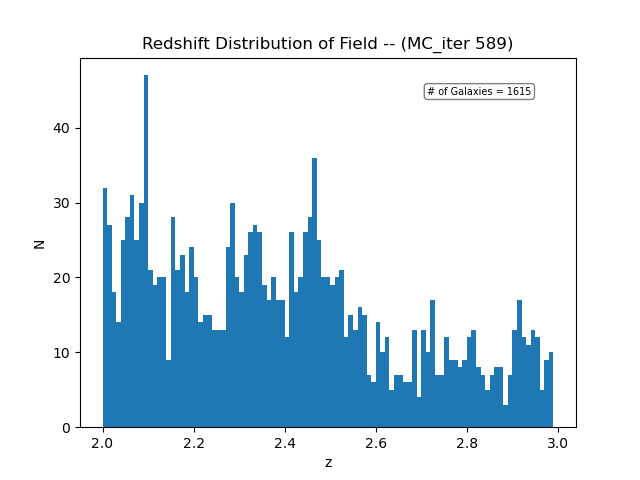 Redshift Distribution of Field -- (MC_iter 589)
# of Galaxies = 1615
N
40
30
20
10
0
2.0 2.2 2.4 2.6 2.8 3.0
z